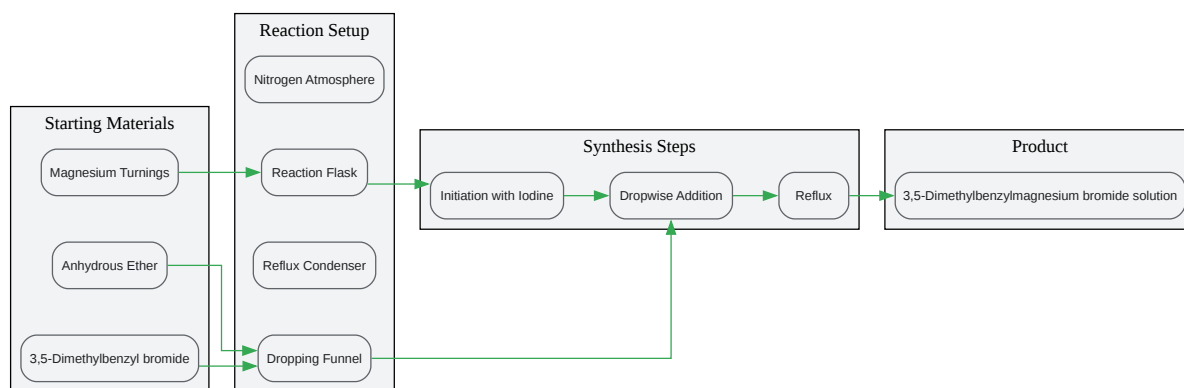 Starting Materials
Magnesium Turnings
Anhydrous Ether
3,5-Dimethylbenzyl bromide
Reaction Setup
Nitrogen Atmosphere
Reaction Flask
Reflux Condenser
Dropping Funnel
Synthesis Steps
Initiation with Iodine
Dropwise Addition
Reflux
Product
3,5-Dimethylbenzylmagnesium bromide solution